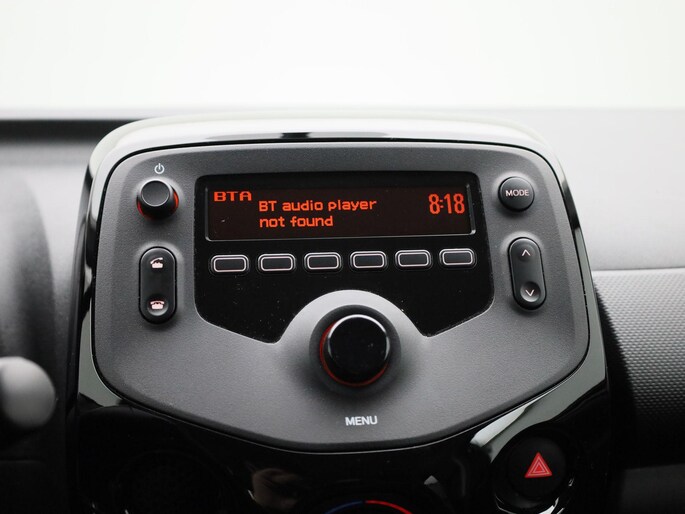 BTA
BT audio player
not found
8:18
MODE
MENU